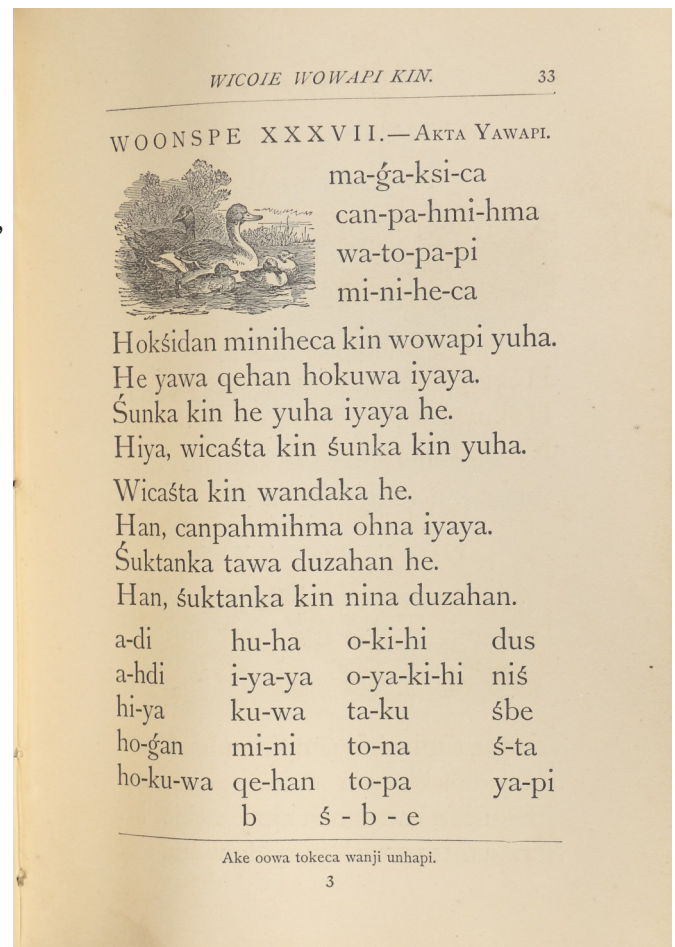 WICOIE WOWAPI KIN. 33
WOONSPE XXXVII.—AKTA YAWAPI.
ma-ǵa-ksi-ca
can-pa-hmi-hma
wa-to-pa-pi
mi-ni-he-ca
Hokśidan miniheca kin wowapi yuha.
He yawa qehan hokuwa iyaya.
Śunka kin he yuha iyaya he.
Hiya, wicaśta kin śunka kin yuha.
Wicaśta kin wandaka he.
Han, canpahmihma ohna iyaya.
Śuktanka tawa duzahan he.
Han, śuktanka kin nina duzahan.
a-di hu-ha o-ki-hi dus
a-hdi i-ya-ya o-ya-ki-hi niś
hi-ya ku-wa ta-ku śbe
ho-ǵan mi-ni to-na ś-ta
ho-ku-wa qe-han to-pa ya-pi
b ś - b - e
Ake oowa tokeca wanji unhapi.
3